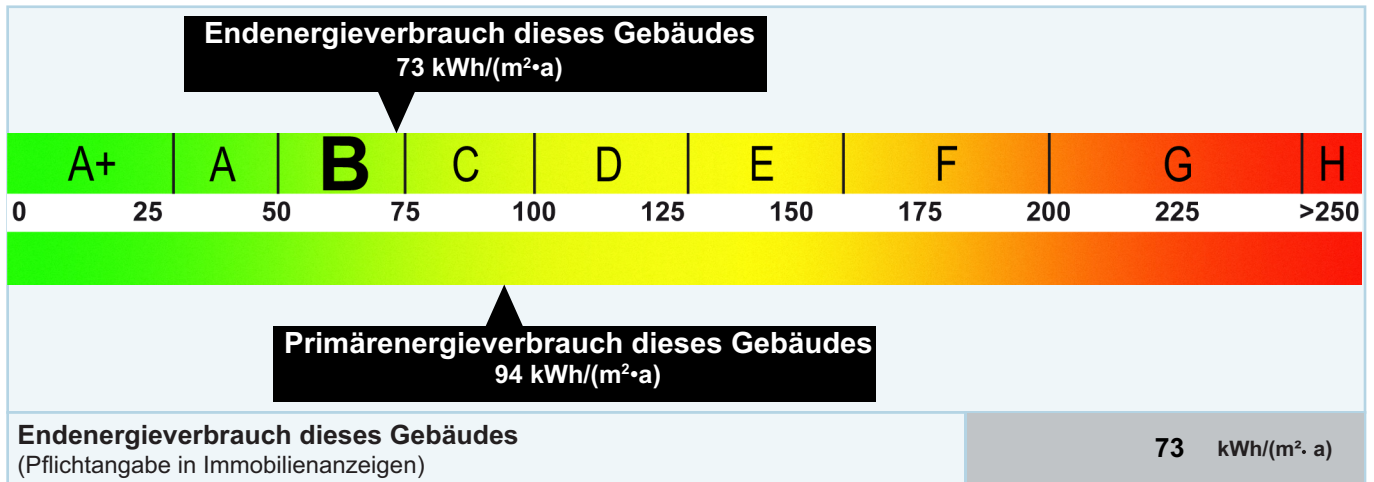 Endenergieverbrauch dieses Gebäudes
73 kWh/(m²•a)
A+ A B C D E F G H
0 25 50 75 100 125 150 175 200 225 >250
Primärenergieverbrauch dieses Gebäudes
94 kWh/(m²•a)
Endenergieverbrauch dieses Gebäudes
(Pflichtangabe in Immobilienanzeigen)
73 kWh/(m²· a)